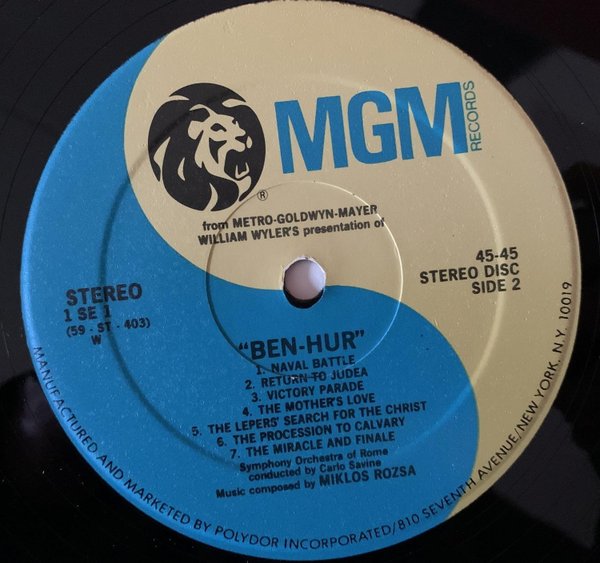 MGM
RECORDS
®
from METRO-GOLDWYN-MAYER
WILLIAM WYLER'S presentation of
45-45
STEREO DISC
SIDE 2
STEREO
1 SE 1
(59 - ST - 403)
W
"BEN-HUR"
1. NAVAL BATTLE
2. RETURN TO JUDEA
3. VICTORY PARADE
4. THE MOTHER'S LOVE
5. THE LEPERS' SEARCH FOR THE CHRIST
6. THE PROCESSION TO CALVARY
7. THE MIRACLE AND FINALE
Symphony Orchestra of Rome
conducted by Carlo Savine
Music composed by MIKLOS ROZSA
MANUFACTURED AND MARKETED BY POLYDOR INCORPORATED/810 SEVENTH AVENUE/NEW YORK, N.Y. 10019